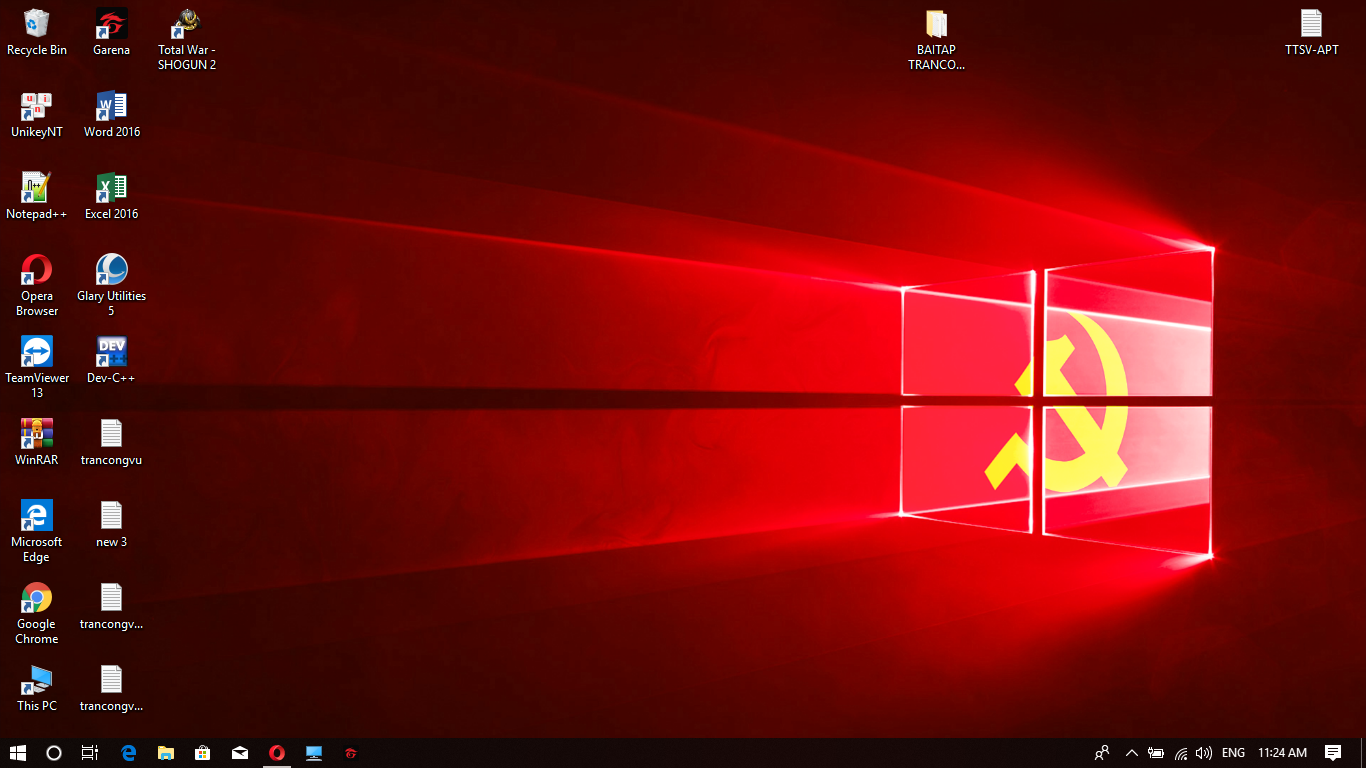 Recycle Bin
Garena
Total War -
SHOGUN 2
BAITAP
TRANCO...
TTSV-APT
UnikeyNT
Word 2016
Notepad++
Excel 2016
Opera
Browser
Glary Utilities
5
TeamViewer
13
DEV
Dev-C++
WinRAR
trancongvu
Microsoft
Edge
new 3
Google
Chrome
trancongv...
This PC
trancongv...
ENG
11:24 AM